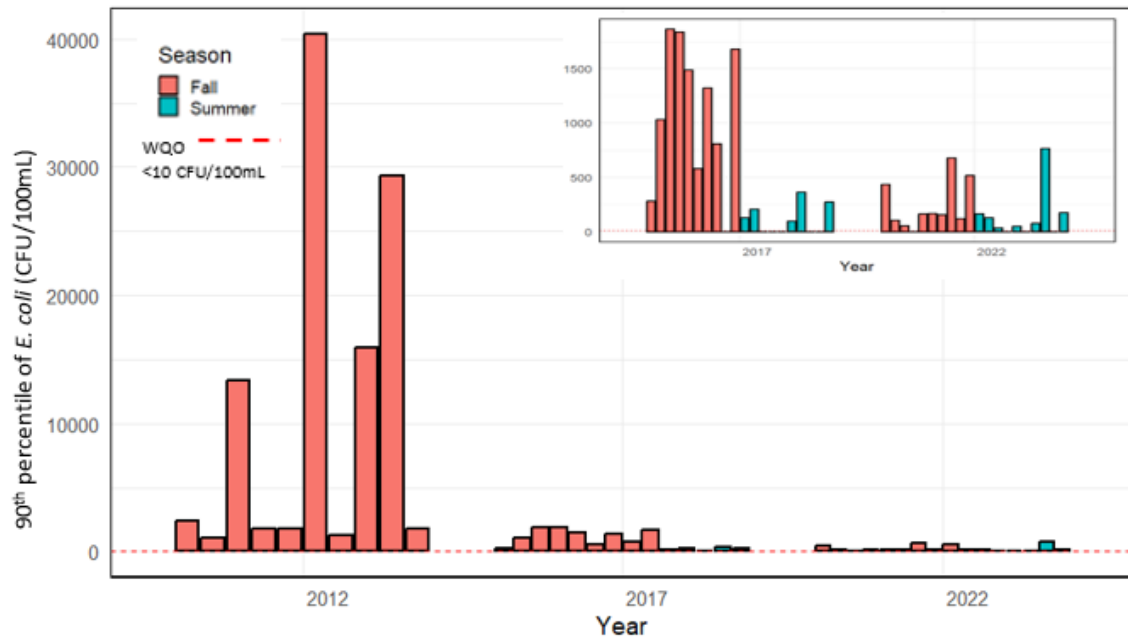 90th percentile of E. coli (CFU/100mL)
40000
30000
20000
10000
0
Season
Fall
Summer
WQO
<10 CFU/100mL
1500
1000
500
0
2017
2022
Year
2012
2017
2022
Year